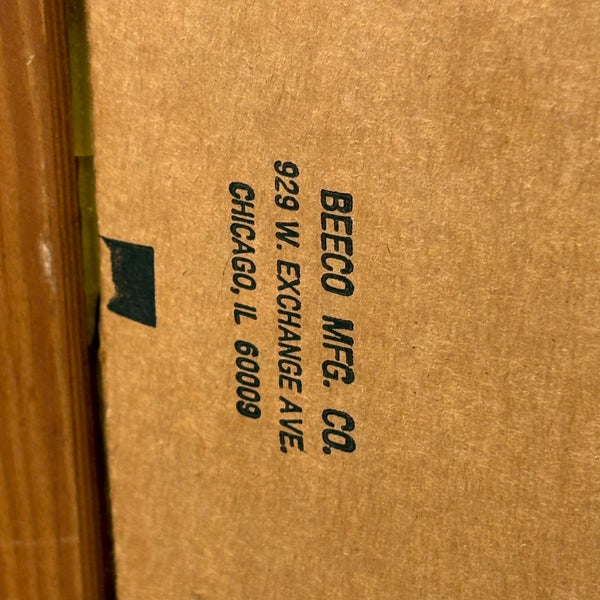 BEECO MFG. CO.
929 W. EXCHANGE AVE.
CHICAGO, IL 60009